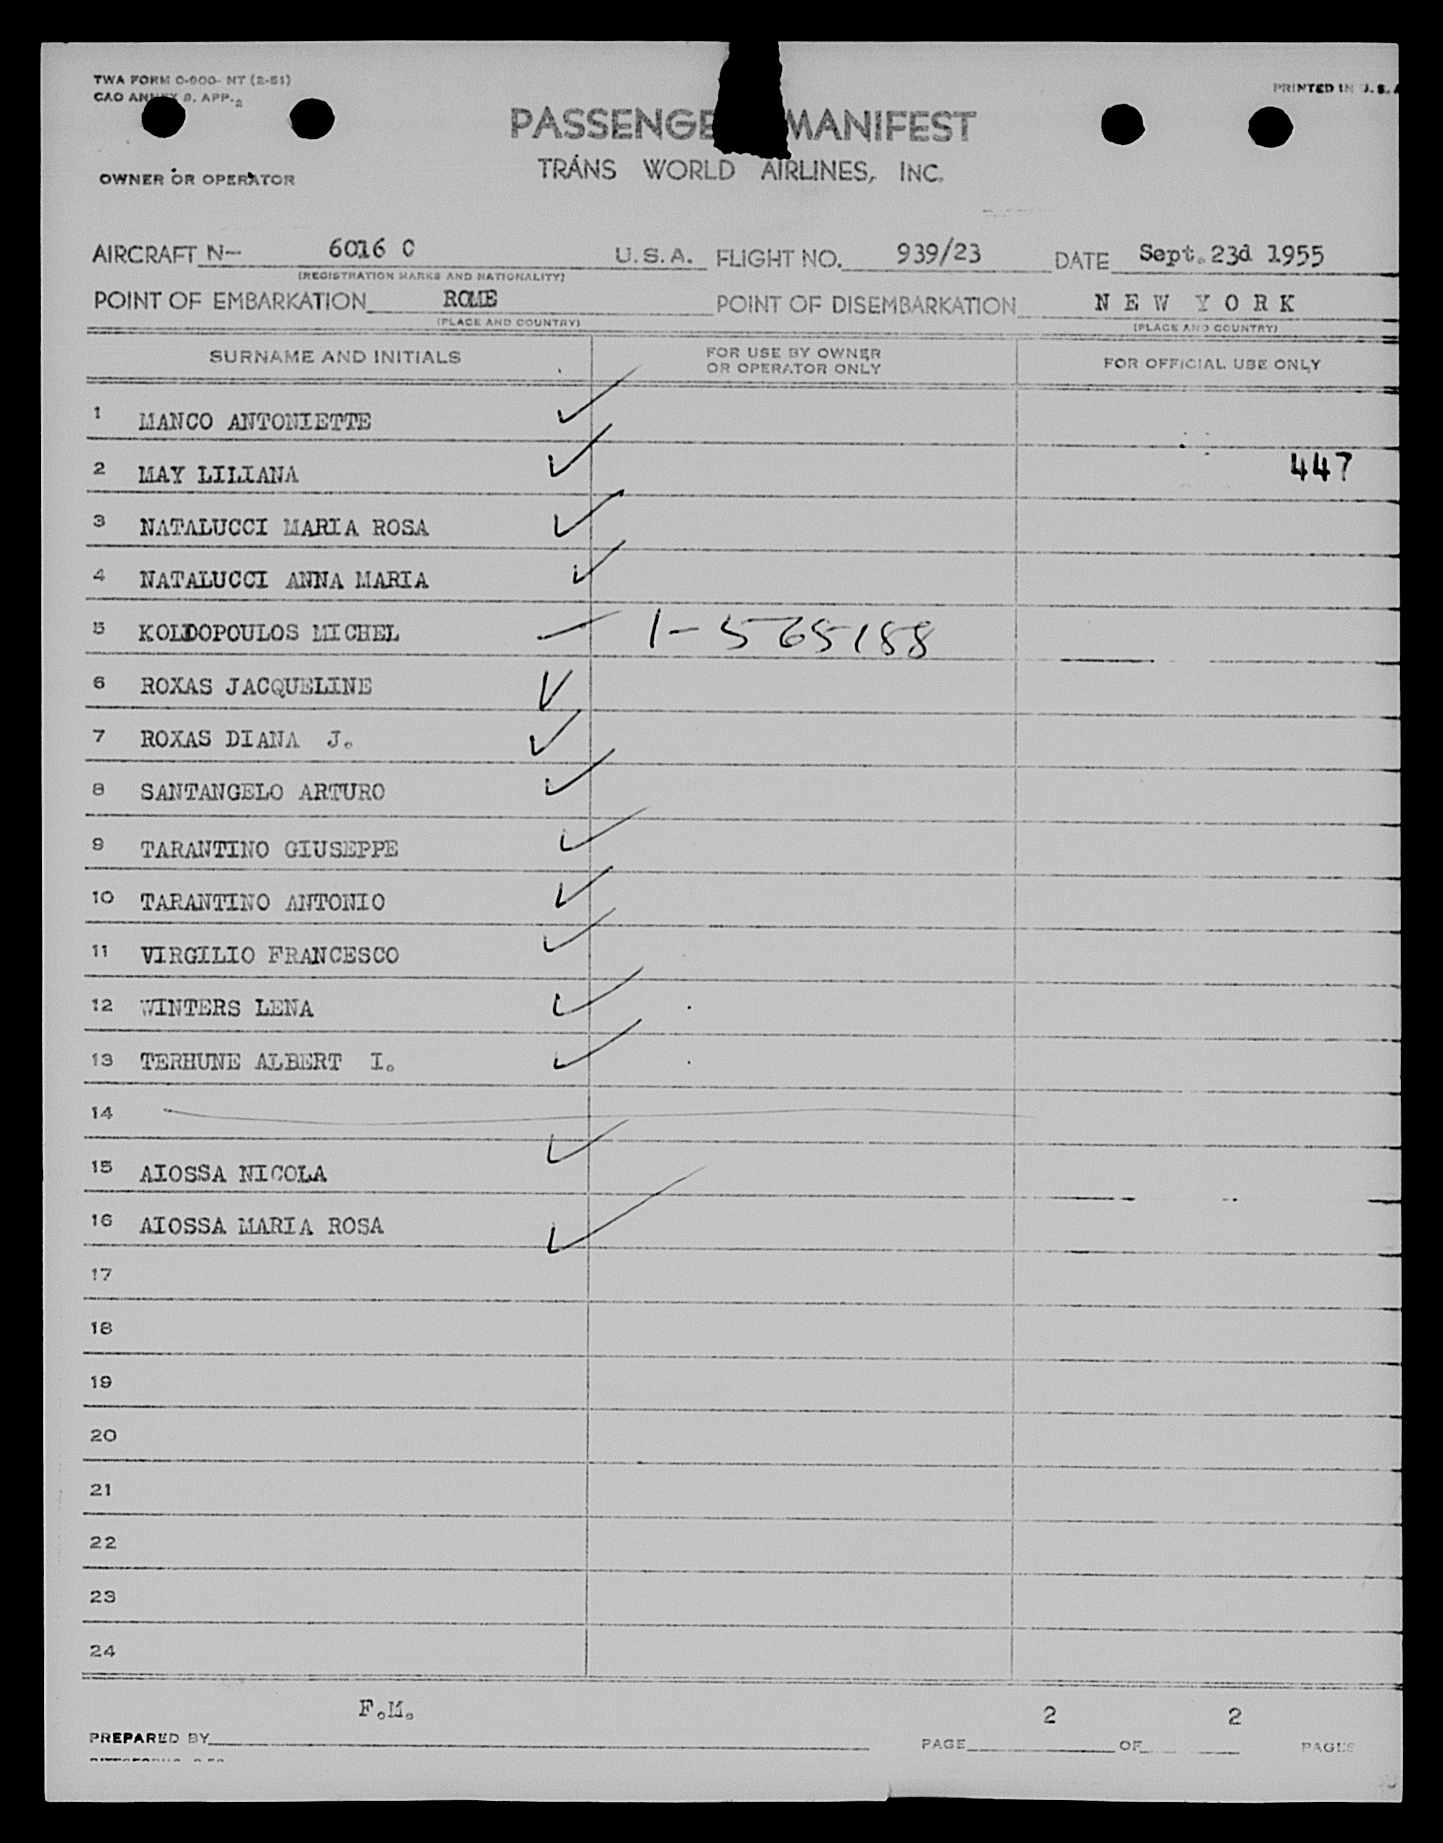 TWA FORM O-900- NT (2-51)
CAO ANNEX 9. APP. 2
PRINTED IN U. S. A
PASSENGER MANIFEST
TRANS WORLD AIRLINES, INC.
OWNER OR OPERATOR
AIRCRAFT N- 6016 C U. S. A. FLIGHT NO. 939/23 DATE Sept. 23d 1955
(REGISTRATION MARKS AND NATIONALITY)
POINT OF EMBARKATION ROME POINT OF DISEMBARKATION N E W Y O R K
(PLACE AND COUNTRY) (PLACE AND COUNTRY)
SURNAME AND INITIALS FOR USE BY OWNER OR OPERATOR ONLY FOR OFFICIAL USE ONLY
1 MANCO ANTONIETTE
2 MAY LILIANA 447
3 NATALUCCI MARIA ROSA
4 NATALUCCI ANNA MARIA
5 MICHEL 1-565188
6 ROXAS JACQUELINE
7 ROXAS DIANA J.
8 SANTANGELO ARTURO
9 TARANTINO GIUSEPPE
10 TARANTINO ANTONIO
11 VIRGILIO FRANCESCO
12 WINTERS LENA
13 TERHUNE ALBERT I.
14
15 AIOSSA NICOLA
16 AIOSSA MARIA ROSA
17
18
19
20
21
22
23
24
PREPARED BY F.M. PAGE 2 OF 2 PAGES